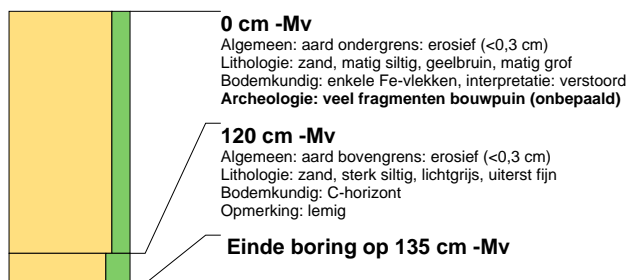 0 cm -Mv
Algemeen: aard ondergrens: erosief (<0,3 cm)
Lithologie: zand, matig siltig, geelbruin, matig grof
Bodemkundig: enkele Fe-vlekken, interpretatie: verstoord
Archeologie: veel fragmenten bouwpuin (onbepaald)
120 cm -Mv
Algemeen: aard bovengrens: erosief (<0,3 cm)
Lithologie: zand, sterk siltig, lichtgrijs, uiterst fijn
Bodemkundig: C-horizont
Opmerking: lemig
Einde boring op 135 cm -Mv